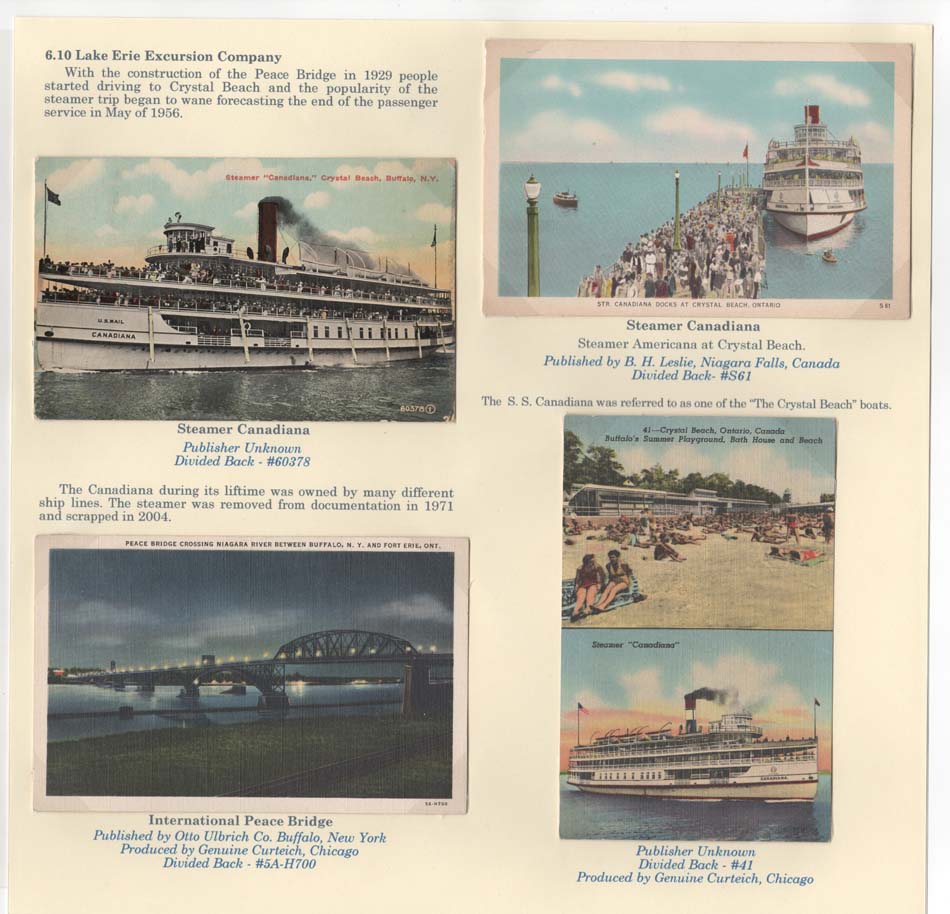 6.10 Lake Erie Excursion Company
With the construction of the Peace Bridge in 1929 people
started driving to Crystal Beach and the popularity of the
steamer trip began to wane forecasting the end of the passenger
service in May of 1956.
Steamer "Canadiana," Crystal Beach, Buffalo, N.Y.
U.S. MAIL
CANADIANA
60378
Steamer Canadiana
Publisher Unknown
Divided Back - #60378
The Canadiana during its liftime was owned by many different
ship lines. The steamer was removed from documentation in 1971
and scrapped in 2004.
PEACE BRIDGE CROSSING NIAGARA RIVER BETWEEN BUFFALO, N. Y. AND FORT ERIE, ONT.
5A-H700
International Peace Bridge
Published by Otto Ulbrich Co. Buffalo, New York
Produced by Genuine Curteich, Chicago
Divided Back - #5A-H700
STR. CANADIANA DOCKS AT CRYSTAL BEACH, ONTARIO
S 61
Steamer Canadiana
Steamer Americana at Crystal Beach.
Published by B. H. Leslie, Niagara Falls, Canada
Divided Back- #S61
The S. S. Canadiana was referred to as one of the "The Crystal Beach" boats.
41—Crystal Beach, Ontario, Canada
Buffalo's Summer Playground, Bath House and Beach
Steamer "Canadiana"
CANADIANA
Publisher Unknown
Divided Back - #41
Produced by Genuine Curteich, Chicago